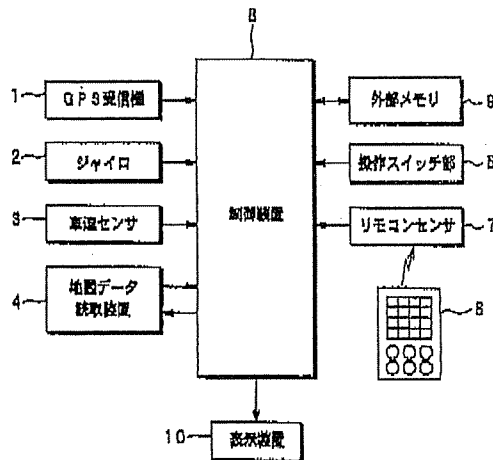 8
1
GPS受信機
2
ジャイロ
3
車速センサ
4
地図データ
読取装置
制御装置
外部メモリ
9
操作スイッチ部
リモコンセンサ
7
10
表示装置